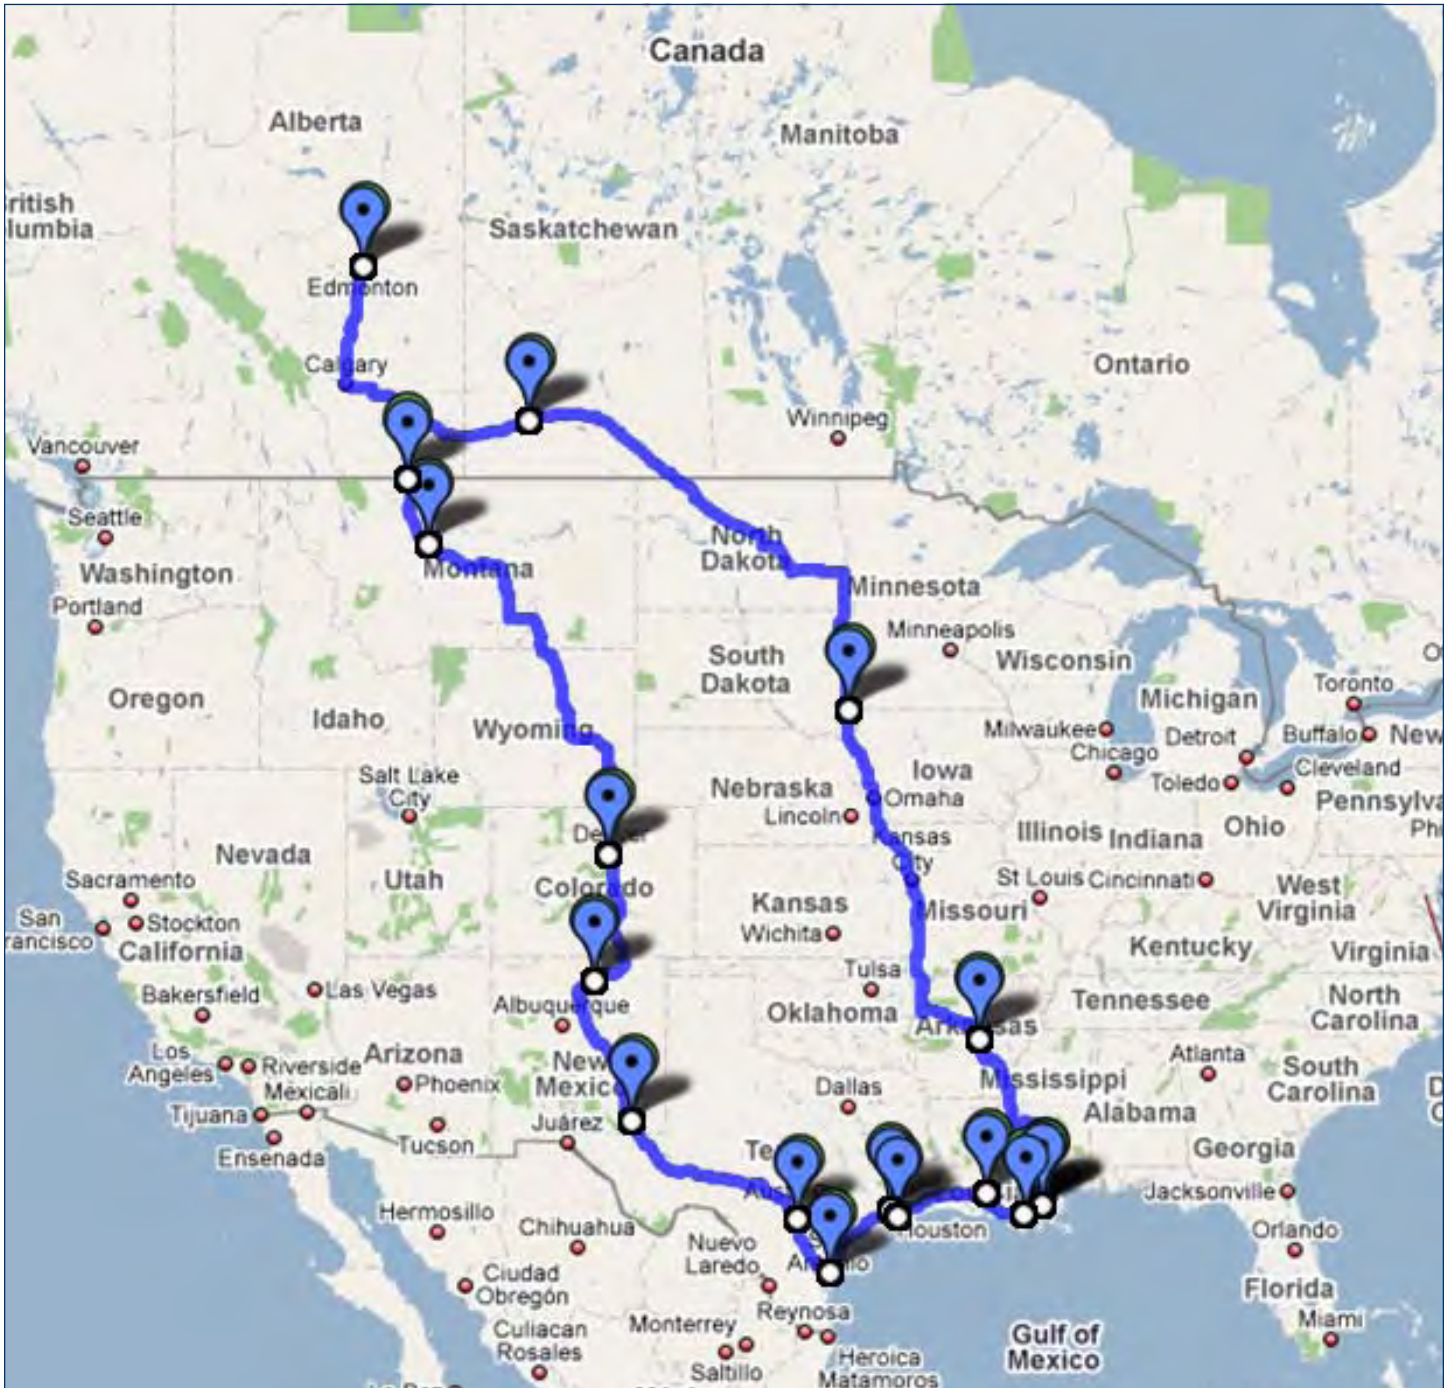 Canada
Alberta
Manitoba
ritish
lumbia
Saskatchewan
Edmonton
Calgary
Ontario
Winnipeg
Vancouver
Seattle
North
Dakota
Washington
Montana
Minnesota
Portland
Minneapolis
South
Dakota
Wisconsin
Toronto
Oregon
Michigan
Idaho
Wyoming
Milwaukee
Detroit
Buffalo
New
Chicago
Salt Lake
City
Nebraska
Iowa
Toledo
Cleveland
Omaha
Lincoln
Pennsylva
Kansas
City
Illinois
Indiana
Ohio
Phi
Nevada
Sacramento
Utah
Colorado
St Louis
Cincinnati
West
Virginia
San
rancisco
Stockton
California
Kansas
Missouri
Wichita
Kentucky
Virginia
Las Vegas
Tulsa
Bakersfield
Albuquerque
Oklahoma
Arkansas
Tennessee
North
Carolina
Los
Angeles
Riverside
Arizona
New
Mexico
Atlanta
South
Carolina
Mexicali
Phoenix
Dallas
Mississippi
Alabama
Tijuana
Tucson
Juárez
Ensenada
Georgia
Jacksonville
Hermosillo
Chihuahua
Houston
Orlando
Nuevo
Laredo
Ciudad
Obregón
Florida
Reynosa
Miami
Culiacan
Rosales
Monterrey
Gulf of
Mexico
Saltillo
Heroica
Matamoros